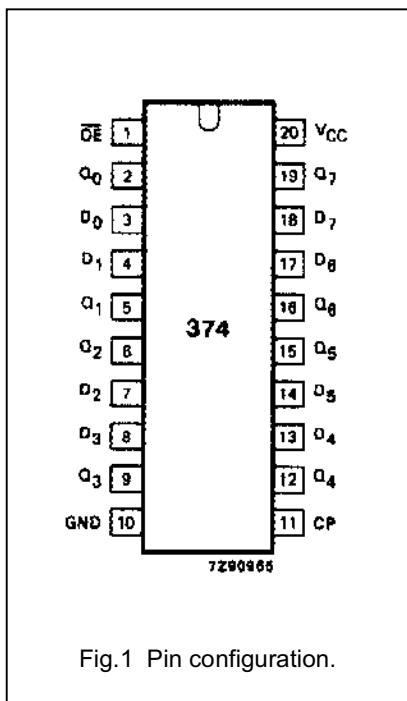 O̅E̅ 1 20 VCC
Q0 2 19 Q7
D0 3 18 D7
D1 4 17 D6
Q1 5 16 Q6
374
Q2 6 15 Q5
D2 7 14 D5
D3 8 13 D4
Q3 9 12 Q4
GND 10 11 CP
7Z90965
Fig.1 Pin configuration.